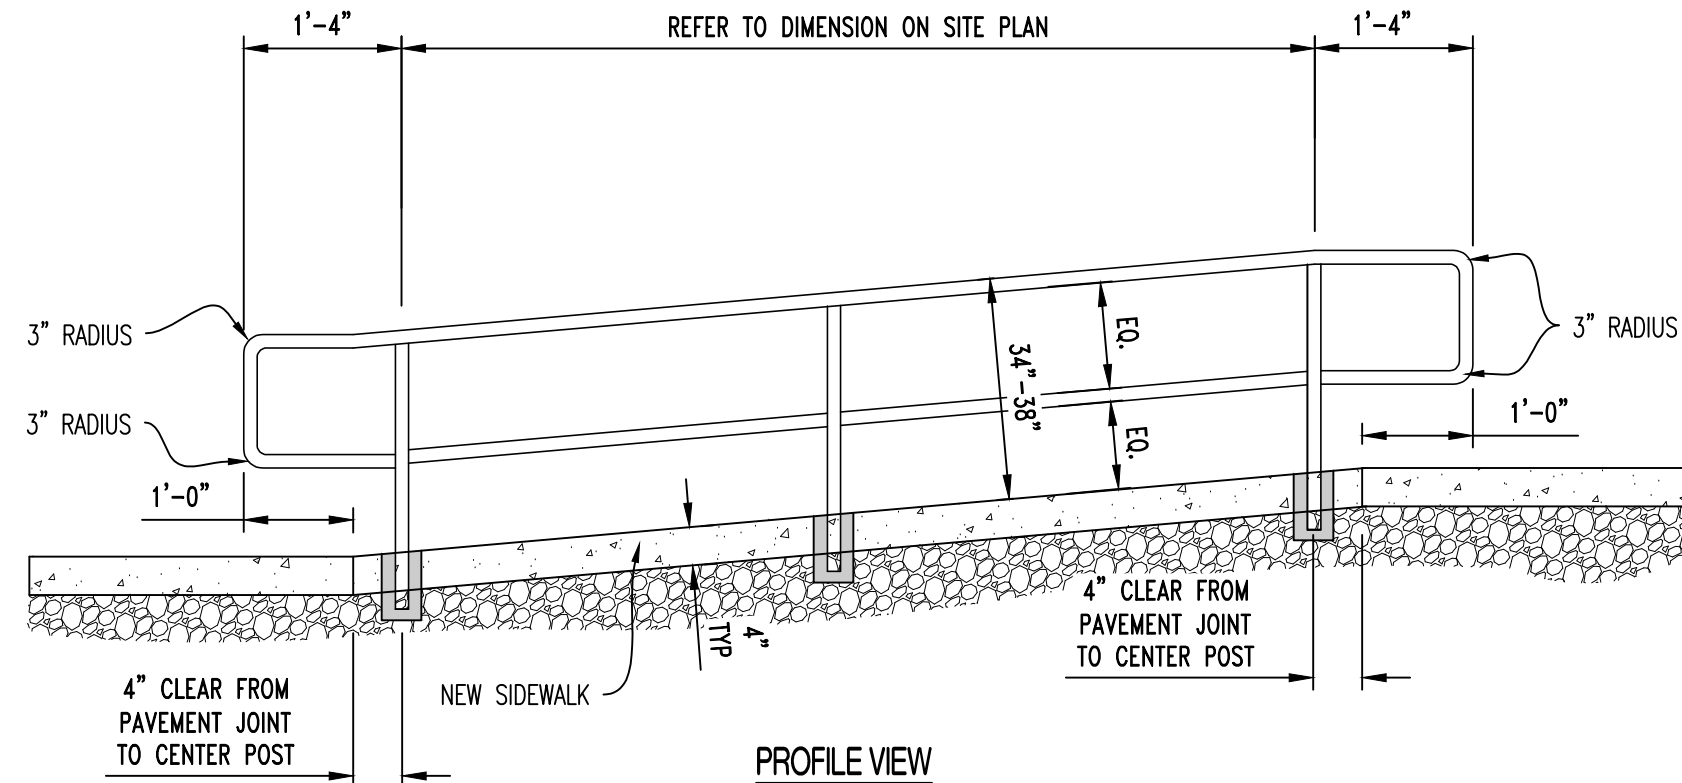 1'-4"
REFER TO DIMENSION ON SITE PLAN
1'-4"
3" RADIUS
3" RADIUS
EQ.
34"-38"
3" RADIUS
1'-0"
EQ.
1'-0"
4" CLEAR FROM
PAVEMENT JOINT
TO CENTER POST
4"
TYP
NEW SIDEWALK
4" CLEAR FROM
PAVEMENT JOINT
TO CENTER POST
PROFILE VIEW